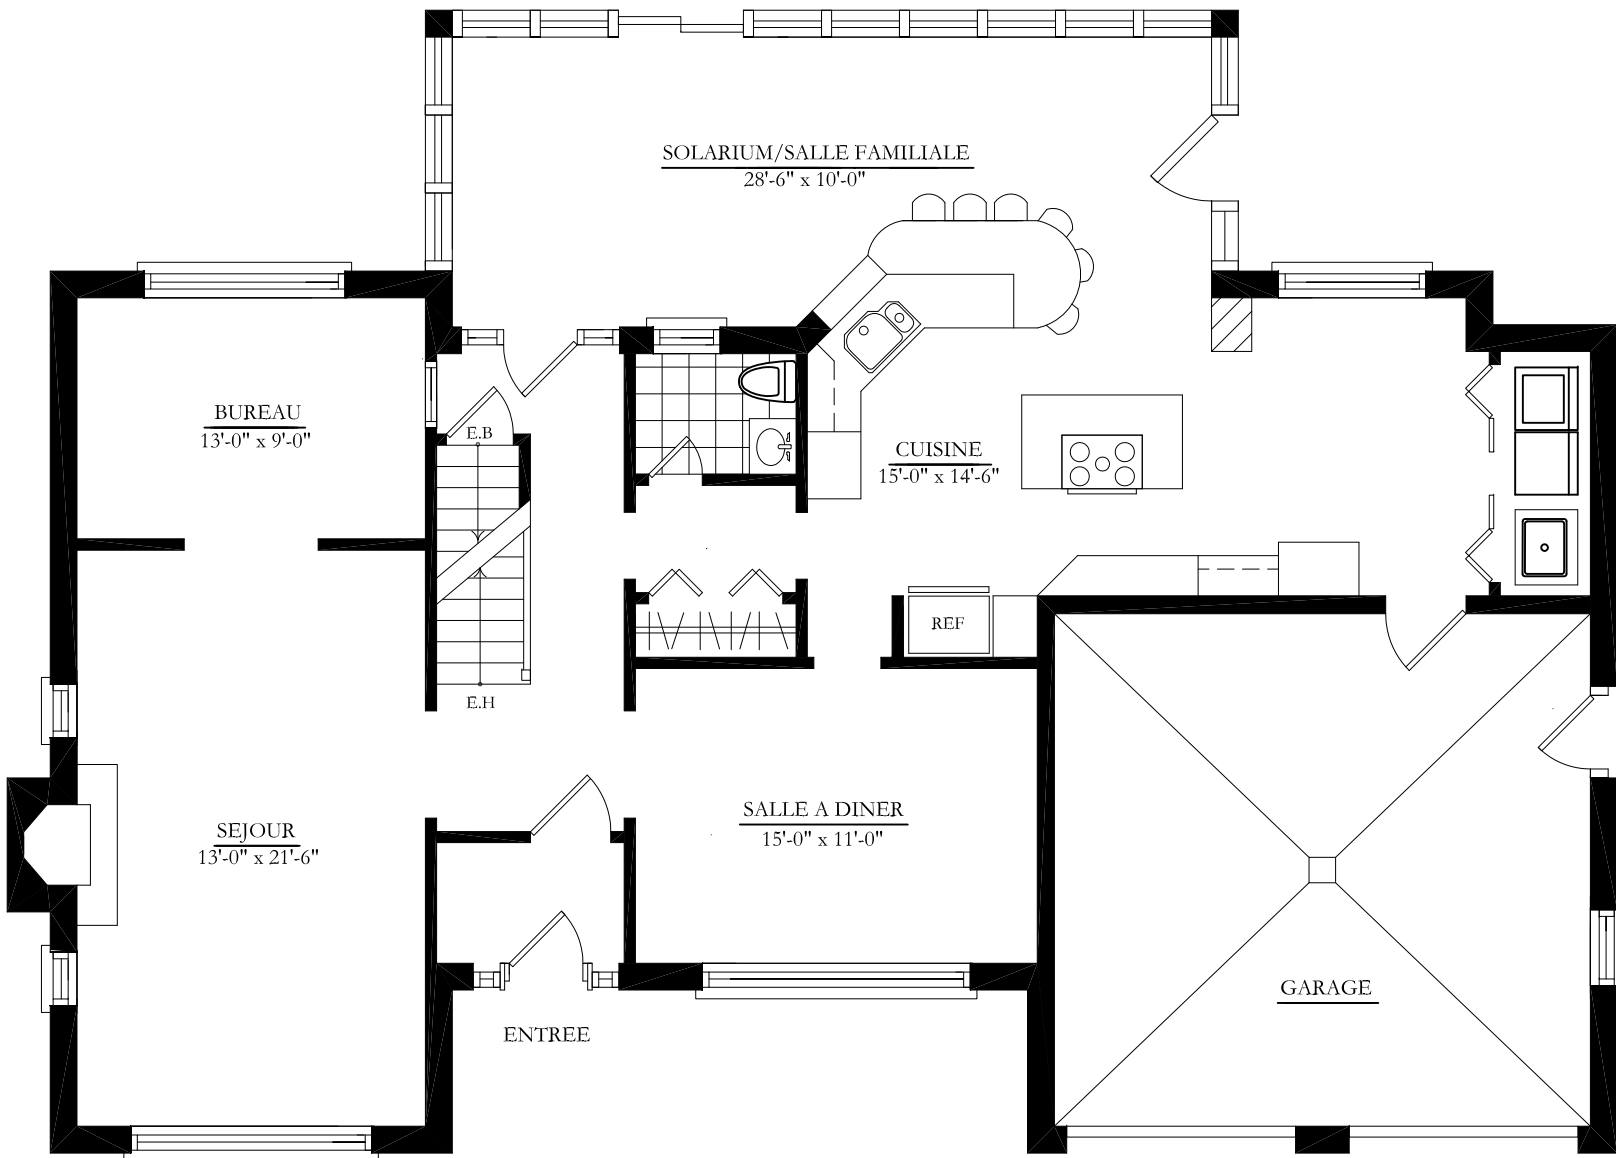 SOLARIUM/SALLE FAMILIALE
28'-6" x 10'-0"
BUREAU
13'-0" x 9'-0"
E.B
CUISINE
15'-0" x 14'-6"
REF
E.H
SALLE A DINER
15'-0" x 11'-0"
SEJOUR
13'-0" x 21'-6"
GARAGE
ENTREE